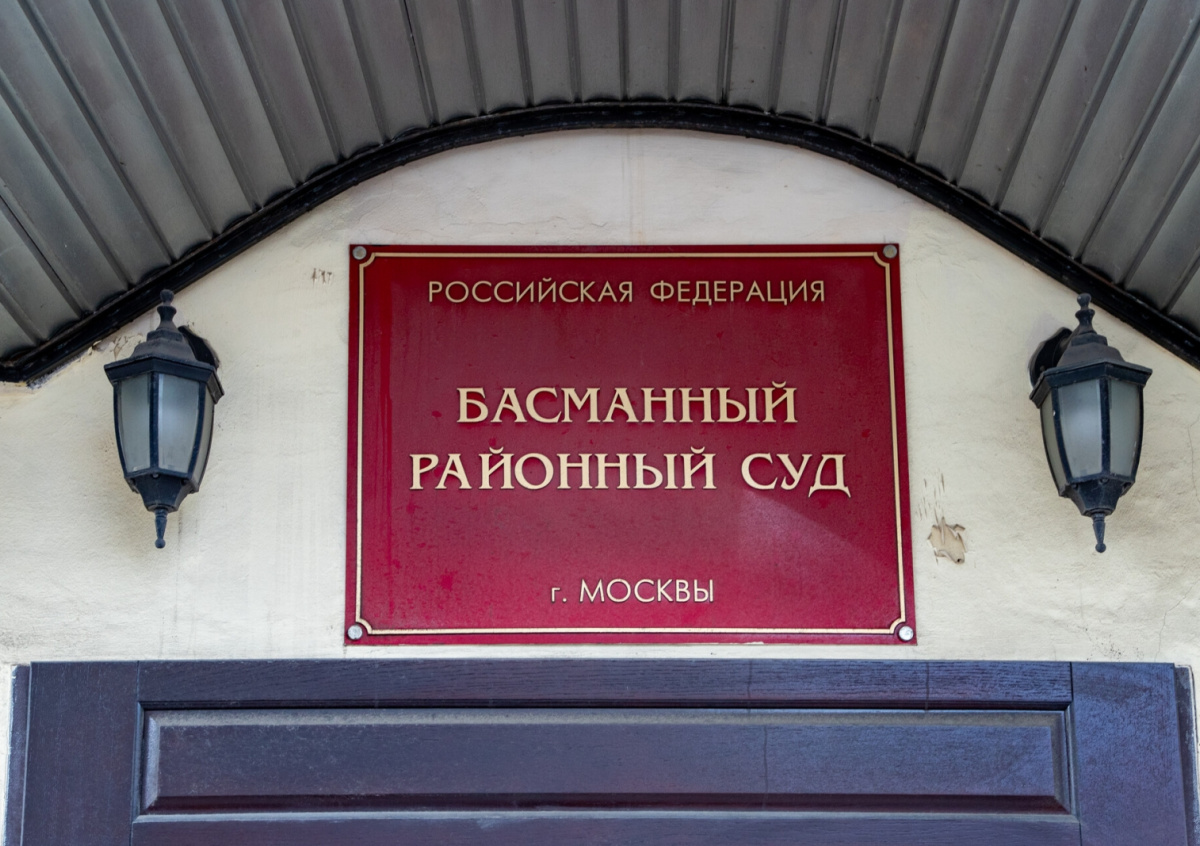 РОССИЙСКАЯ ФЕДЕРАЦИЯ
БАСМАННЫЙ
РАЙОННЫЙ СУД
г. МОСКВЫ